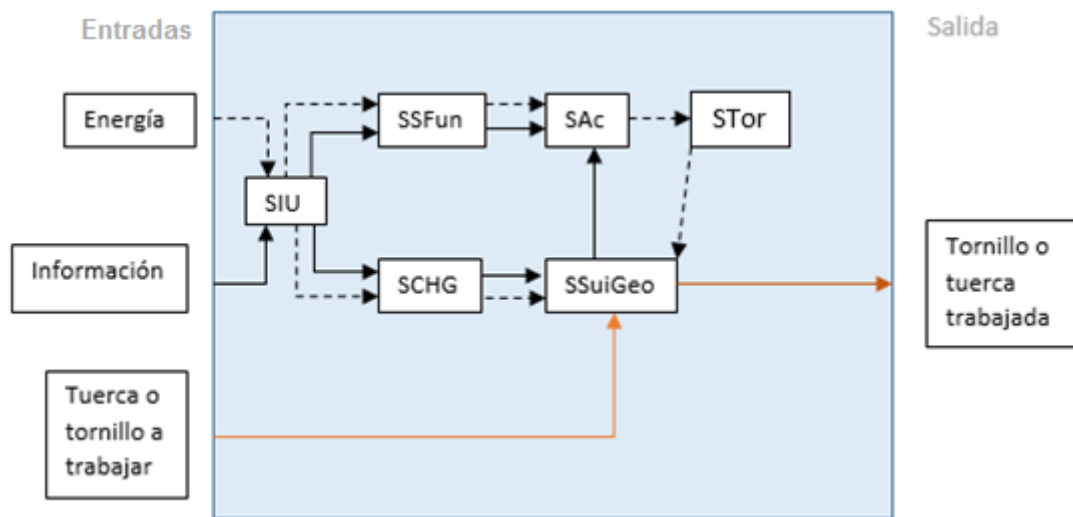 Entradas
Salida
Energía
SSFun
SAc
STor
SIU
Información
SCHG
SSuiGeo
Tornillo o
tuerca
trabajada
Tuerca o
tornillo a
trabajar